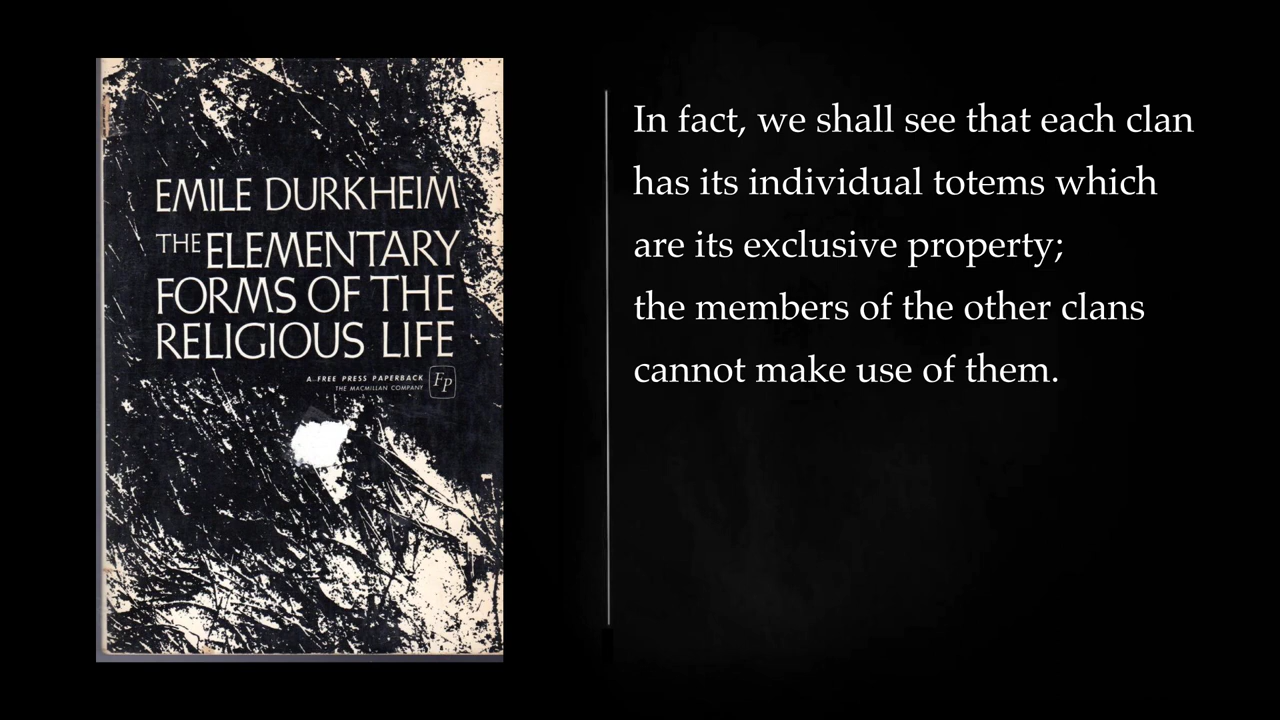 EMILE DURKHEIM
THE ELEMENTARY
FORMS OF THE
RELIGIOUS LIFE
A FREE PRESS PAPERBACK
THE MACMILLAN COMPANY
Fp
In fact, we shall see that each clan
has its individual totems which
are its exclusive property;
the members of the other clans
cannot make use of them.